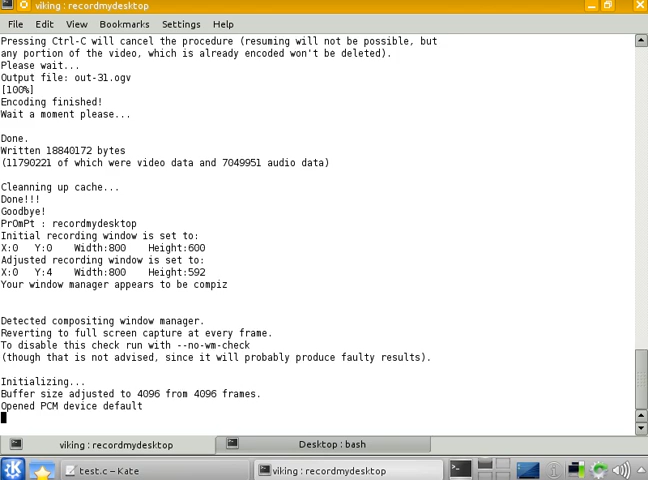 viking : recordmydesktop
File Edit View Bookmarks Settings Help
Pressing Ctrl-C will cancel the procedure (resuming will not be possible, but
any portion of the video, which is already encoded won't be deleted).
Please wait...
Output file: out-31.ogv
[100%]
Encoding finished!
Wait a moment please...
Done.
Written 18840172 bytes
(11790221 of which were video data and 7049951 audio data)
Cleanning up cache...
Done!!!
Goodbye!
PrOmPt : recordmydesktop
Initial recording window is set to:
X:0 Y:0 Width:800 Height:600
Adjusted recording window is set to:
X:0 Y:4 Width:800 Height:592
Your window manager appears to be compiz
Detected compositing window manager.
Reverting to full screen capture at every frame.
To disable this check run with --no-wm-check
(though that is not advised, since it will probably produce faulty results).
Initializing...
Buffer size adjusted to 4096 from 4096 frames.
Opened PCM device default
viking : recordmydesktop
Desktop : bash
test.c – Kate
viking : recordmydesktop